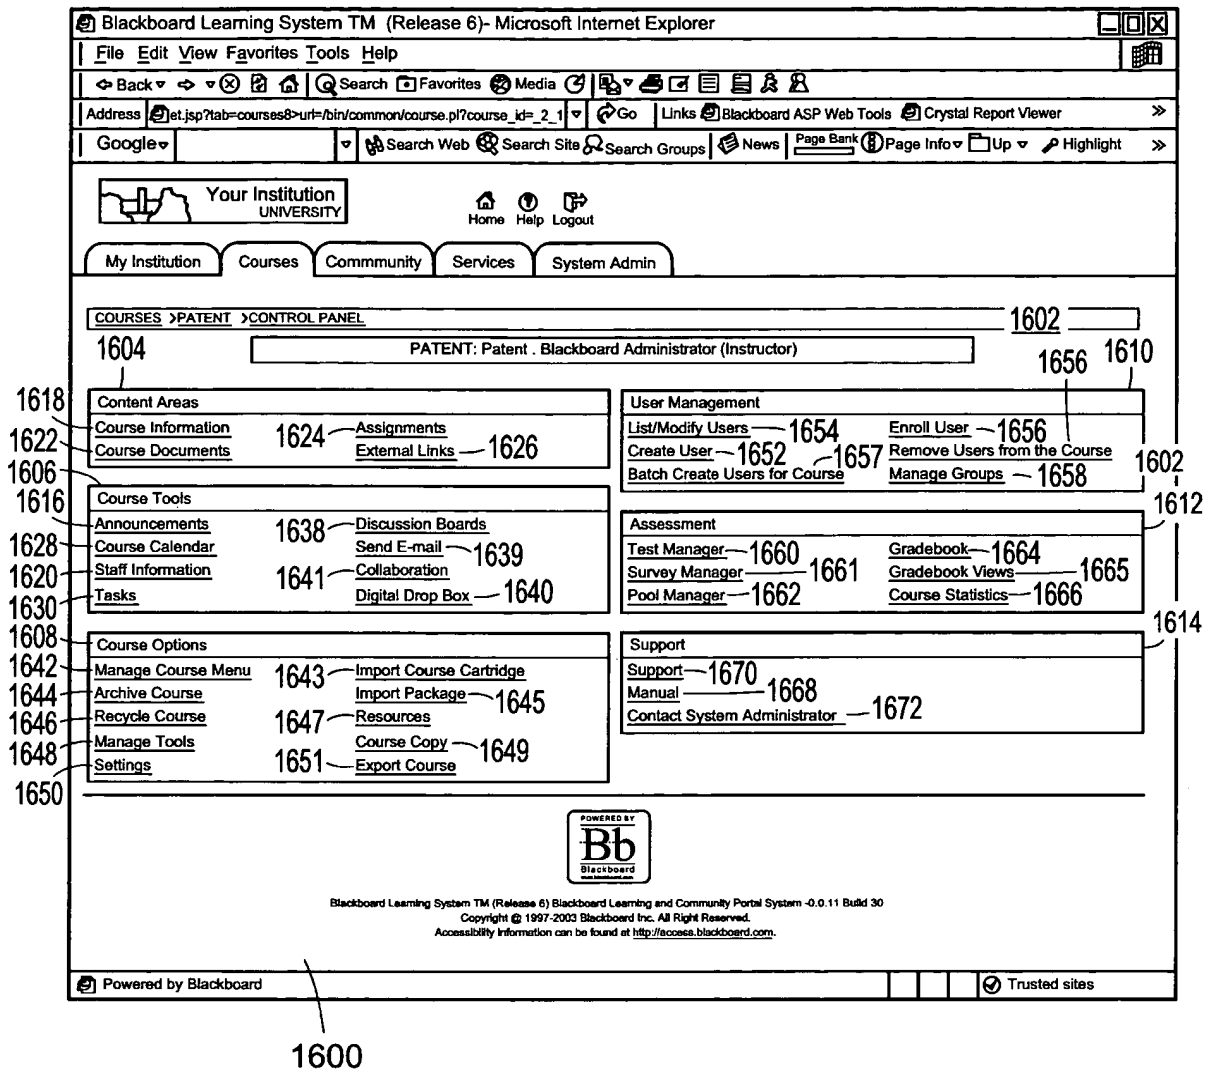 Blackboard Learning System TM (Release 6)- Microsoft Internet Explorer
File Edit View Favorites Tools Help
Back Search Favorites Media
Address et.jsp?tab=courses8>url=/bin/common/course.pl?course_id=_2_1 Go Links Blackboard ASP Web Tools Crystal Report Viewer »
Google Search Web Search Site Search Groups News Page Bank Page Info Up Highlight »
Your Institution
UNIVERSITY
Home Help Logout
My Institution Courses Commmunity Services System Admin
COURSES >PATENT >CONTROL PANEL 1602
1604 PATENT: Patent . Blackboard Administrator (Instructor) 1656 1610
Content Areas
1618 Course Information 1624 Assignments
1622 Course Documents External Links 1626
1606 Course Tools
1616 Announcements 1638 Discussion Boards
1628 Course Calendar Send E-mail 1639
1620 Staff Information 1641 Collaboration
1630 Tasks Digital Drop Box 1640
1608 Course Options
1642 Manage Course Menu 1643 Import Course Cartridge
1644 Archive Course Import Package 1645
1646 Recycle Course 1647 Resources
1648 Manage Tools Course Copy 1649
1650 Settings 1651 Export Course
User Management
List/Modify Users 1654 Enroll User 1656
Create User 1652 1657 Remove Users from the Course
Batch Create Users for Course Manage Groups 1658 1602
Assessment 1612
Test Manager 1660 Gradebook 1664
Survey Manager 1661 Gradebook Views 1665
Pool Manager 1662 Course Statistics 1666
Support 1614
Support 1670
Manual 1668
Contact System Administrator 1672
POWERED BY
Bb
Blackboard
www.blackboard.com
Blackboard Learning System TM (Release 6) Blackboard Learning and Community Portal System -0.0.11 Build 30
Copyright @ 1997-2003 Blackboard Inc. All Right Reserved.
Accessibility Information can be found at http://access.blackboard.com.
Powered by Blackboard Trusted sites
1600